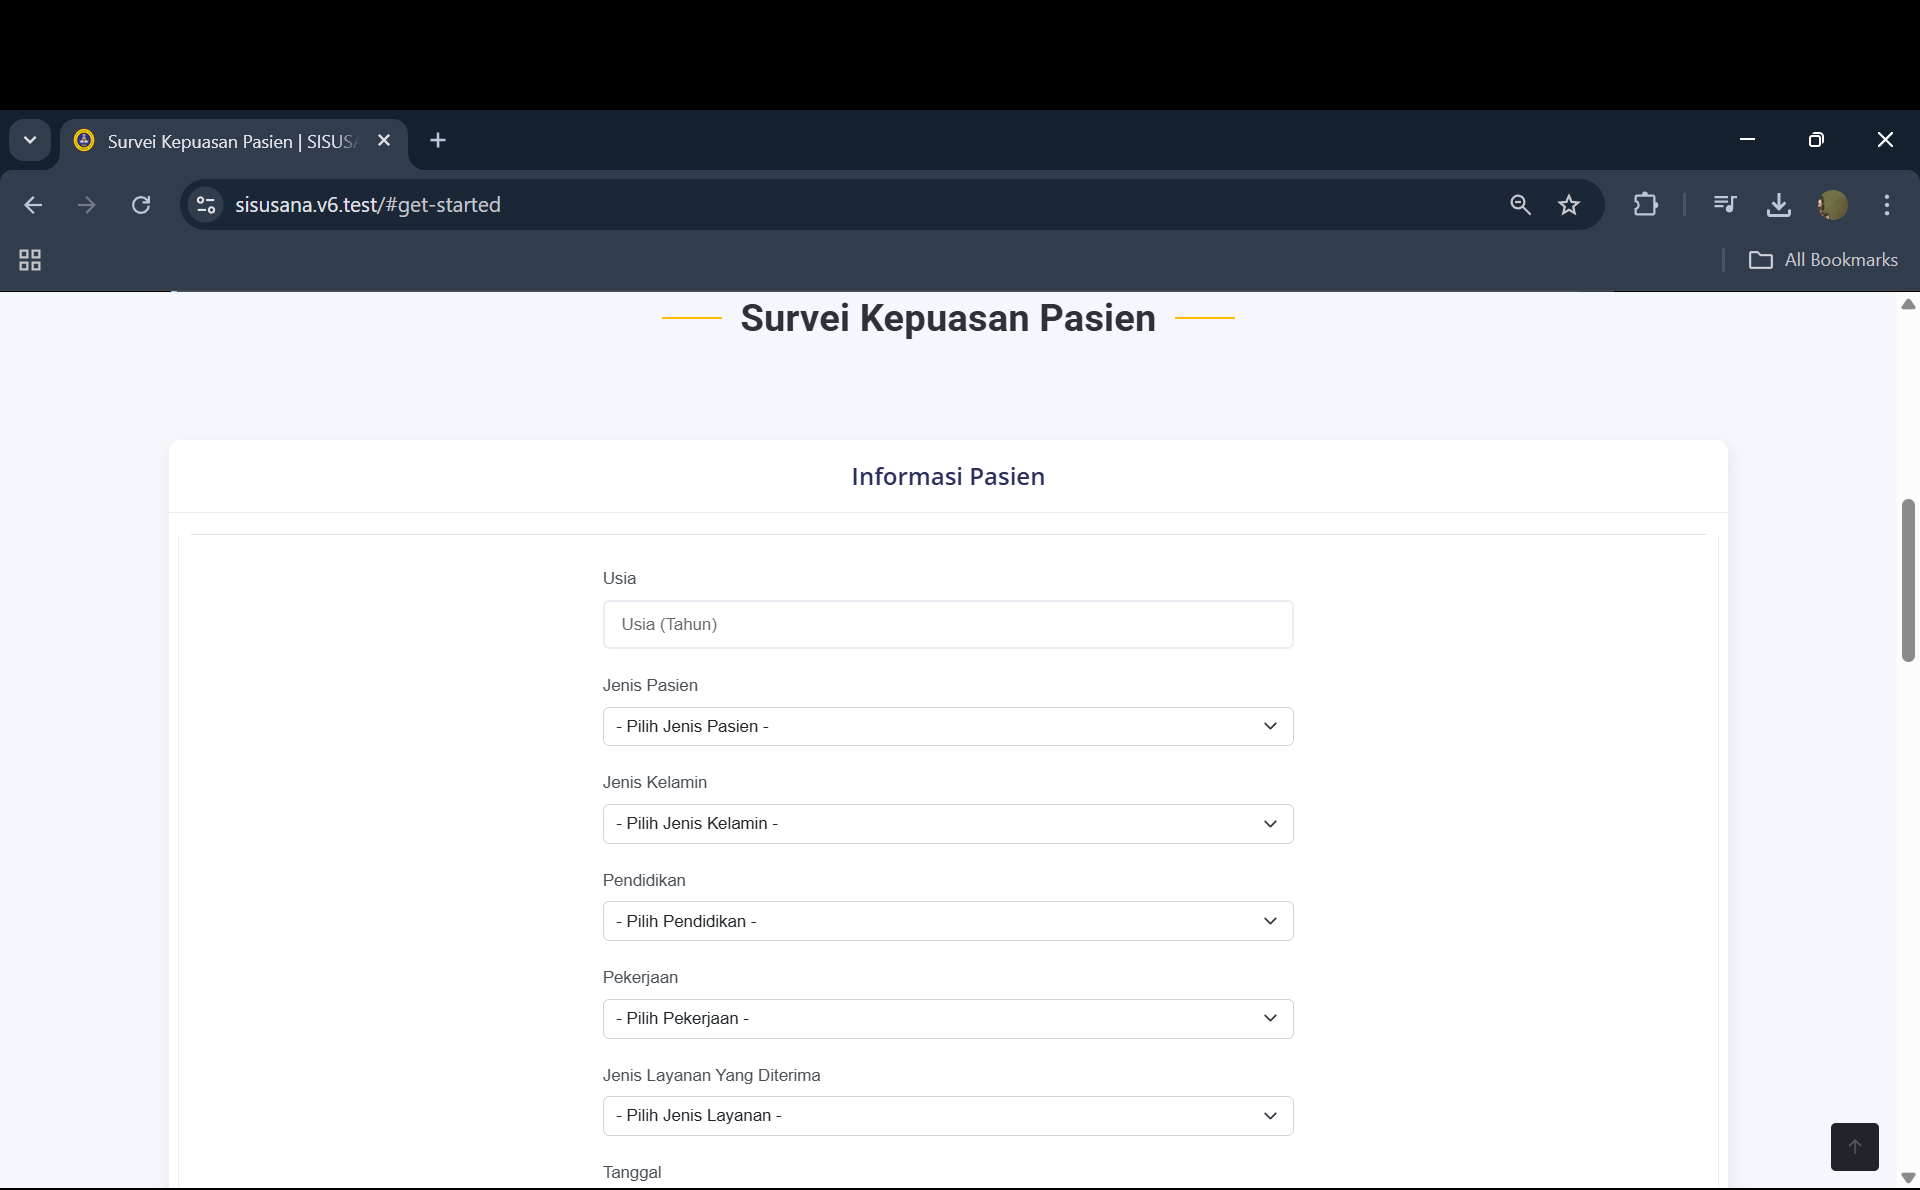 Survei Kepuasan Pasien | SISUSA
sisusana.v6.test/#get-started
All Bookmarks
Survei Kepuasan Pasien
Informasi Pasien
Usia
Usia (Tahun)
Jenis Pasien
- Pilih Jenis Pasien -
Jenis Kelamin
- Pilih Jenis Kelamin -
Pendidikan
- Pilih Pendidikan -
Pekerjaan
- Pilih Pekerjaan -
Jenis Layanan Yang Diterima
- Pilih Jenis Layanan -
Tanggal